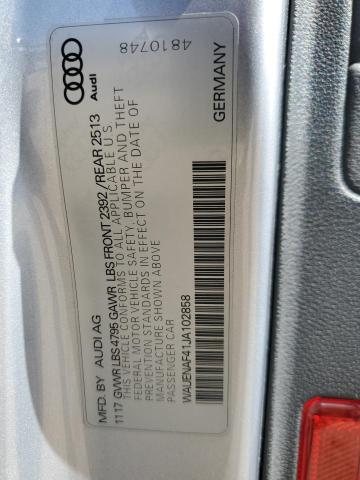 MFD. BY AUDI AG
11 17 GVWR LBS 4795 GAWR LBS FRONT 2392 /REAR 2513
THIS VEHICLE CONFORMS TO ALL APPLICABLE U.S.
FEDERAL MOTOR VEHICLE SAFETY, BUMPER AND THEFT
PREVENTION STANDARDS IN EFFECT ON THE DATE OF
MANUFACTURE SHOWN ABOVE.
PASSENGER CAR
WAUENAF41JA102858
Audi
4810748
GERMANY